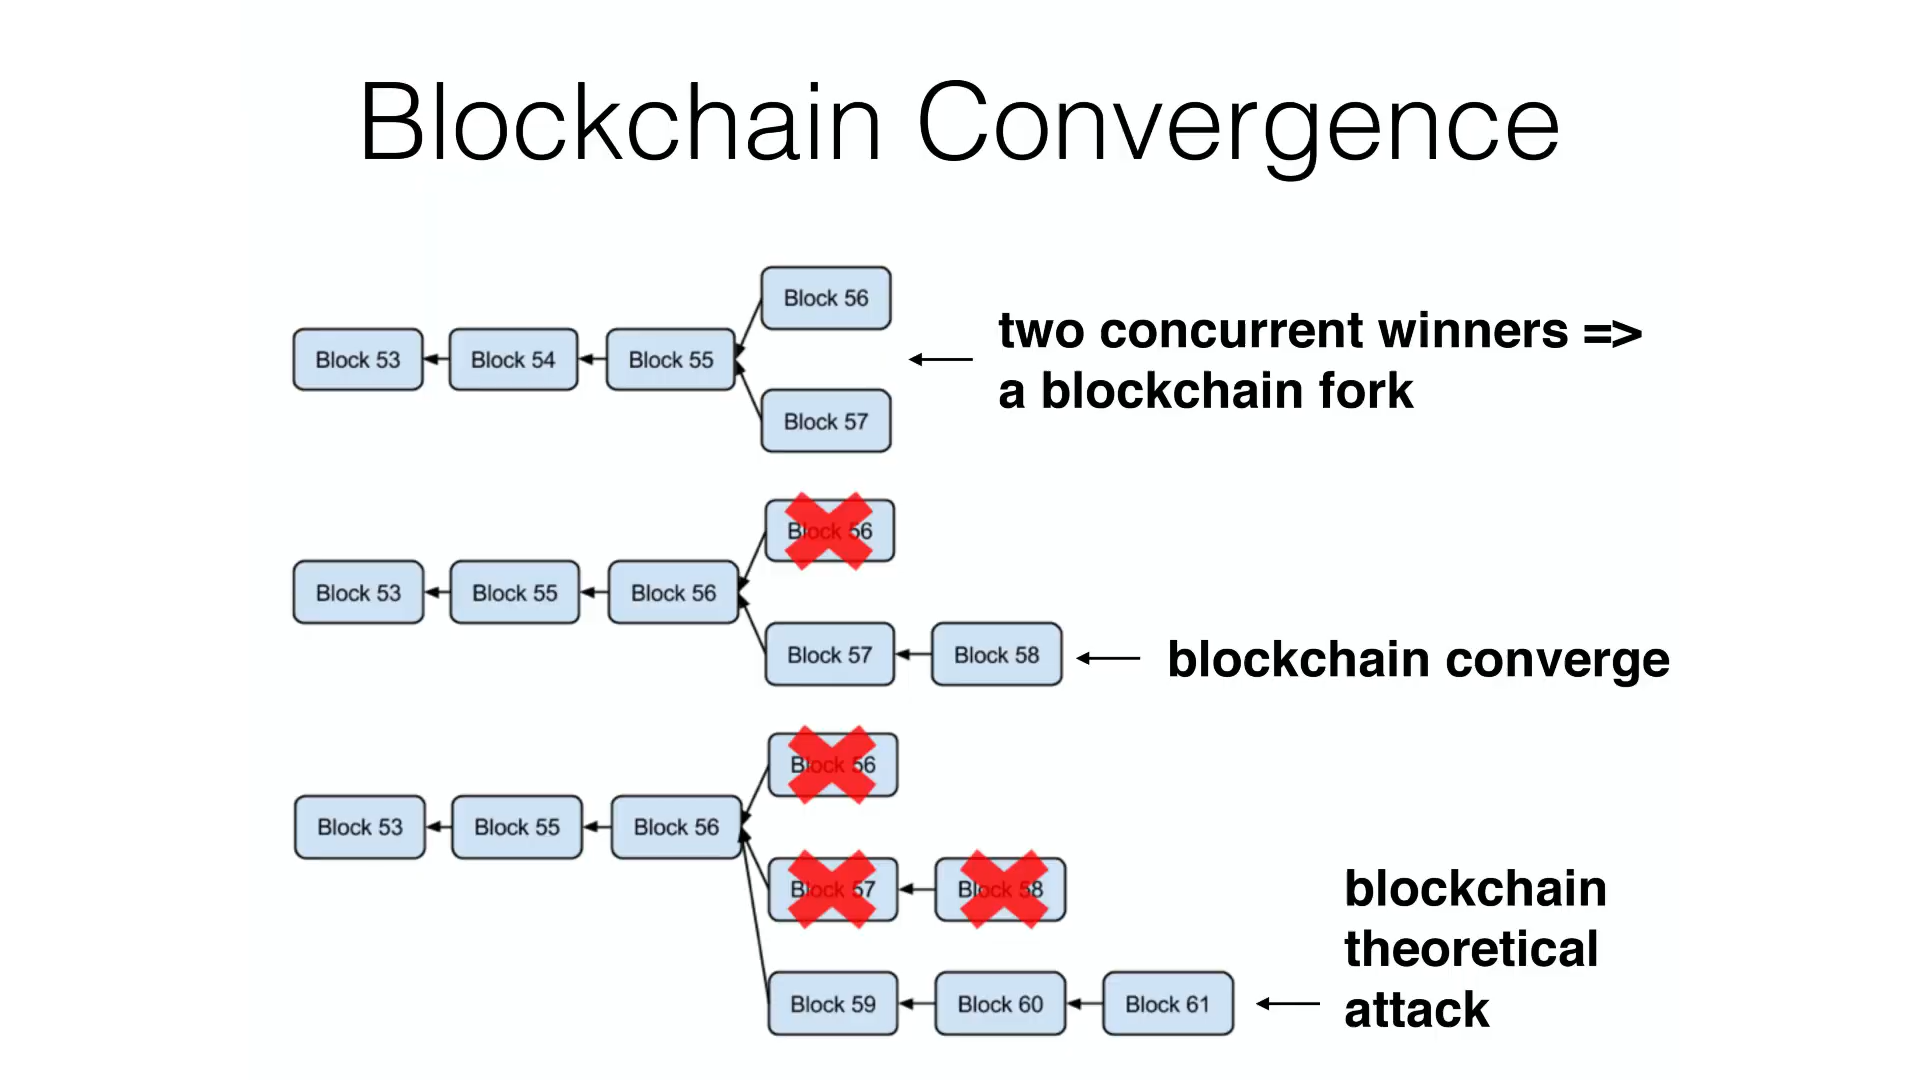 Blockchain Convergence
Block 56
Block 53
Block 54
Block 55
Block 57
two concurrent winners =>
a blockchain fork
Block 56
Block 53
Block 55
Block 56
Block 57
Block 58
blockchain converge
Block 56
Block 53
Block 55
Block 56
Block 57
Block 58
Block 59
Block 60
Block 61
blockchain
theoretical
attack